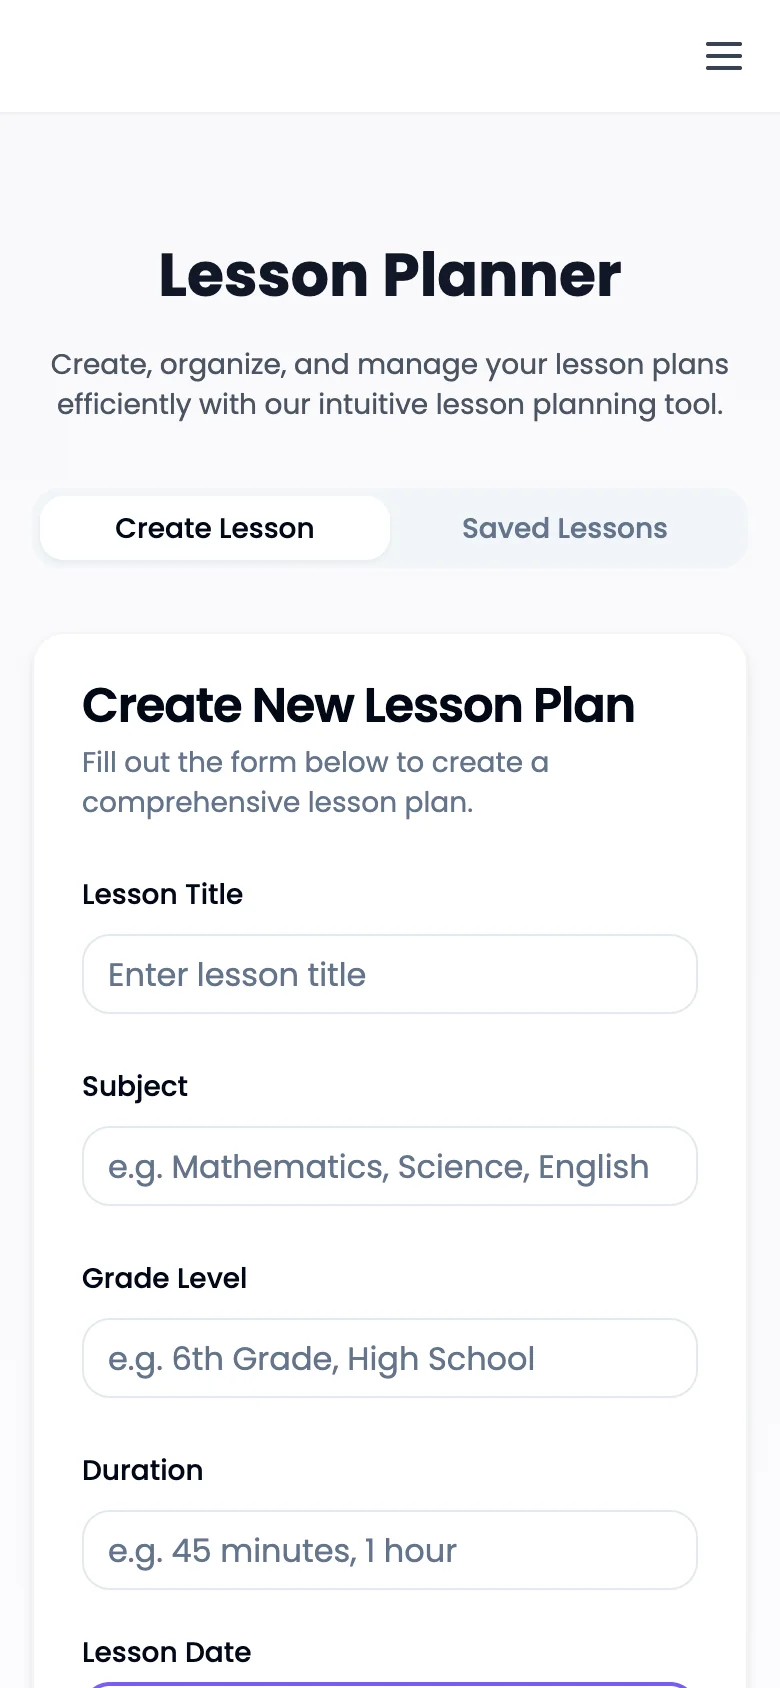 Lesson Planner
Create, organize, and manage your lesson plans
efficiently with our intuitive lesson planning tool.
Create Lesson
Saved Lessons
Create New Lesson Plan
Fill out the form below to create a
comprehensive lesson plan.
Lesson Title
Enter lesson title
Subject
e.g. Mathematics, Science, English
Grade Level
e.g. 6th Grade, High School
Duration
e.g. 45 minutes, 1 hour
Lesson Date